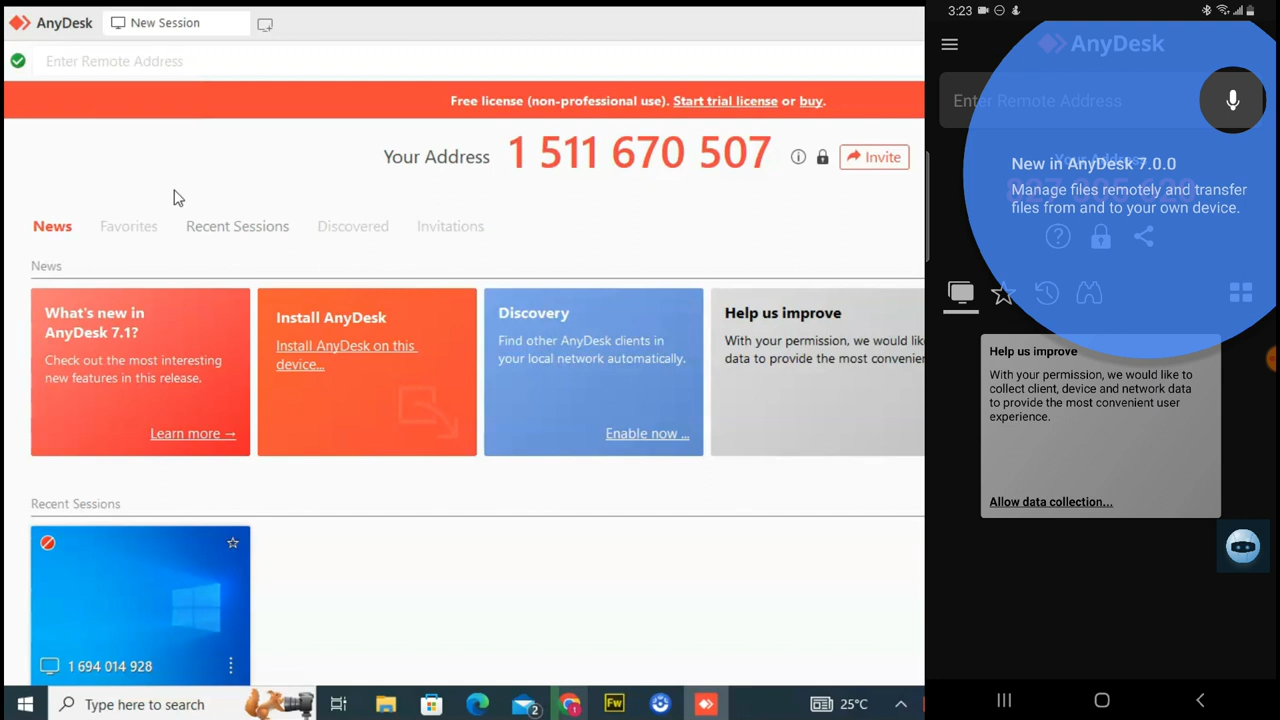 AnyDesk
New Session
Enter Remote Address
Free license (non-professional use). Start trial license or buy.
Your Address 1 511 670 507
Invite
News Favorites Recent Sessions Discovered Invitations
News
What's new in
AnyDesk 7.1?
Check out the most interesting
new features in this release.
Learn more →
Install AnyDesk
Install AnyDesk on this
device...
Discovery
Find other AnyDesk clients in
your local network automatically.
Enable now ...
Help us improve
With your permission, we would like
data to provide the most convenien
Recent Sessions
1 694 014 928
Type here to search
2
Fw
25°C
3:23
AnyDesk
Enter Remote Address
New in AnyDesk 7.0.0
Manage files remotely and transfer
files from and to your own device.
Help us improve
With your permission, we would like to
collect client, device and network data
to provide the most convenient user
experience.
Allow data collection...